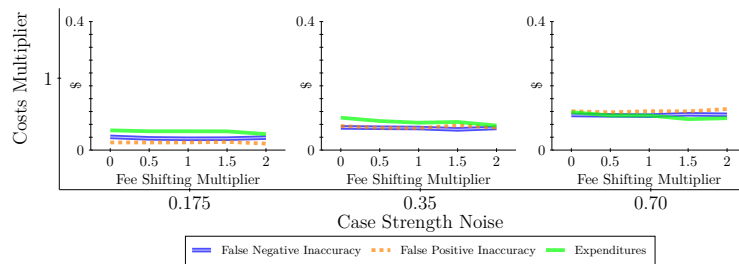 0.4 0.4 0.4
Costs Multiplier
1
$ $ $
0 0 0
0 0.5 1 1.5 2 0 0.5 1 1.5 2 0 0.5 1 1.5 2
Fee Shifting Multiplier Fee Shifting Multiplier Fee Shifting Multiplier
0.175 0.35 0.70
Case Strength Noise
False Negative Inaccuracy False Positive Inaccuracy Expenditures